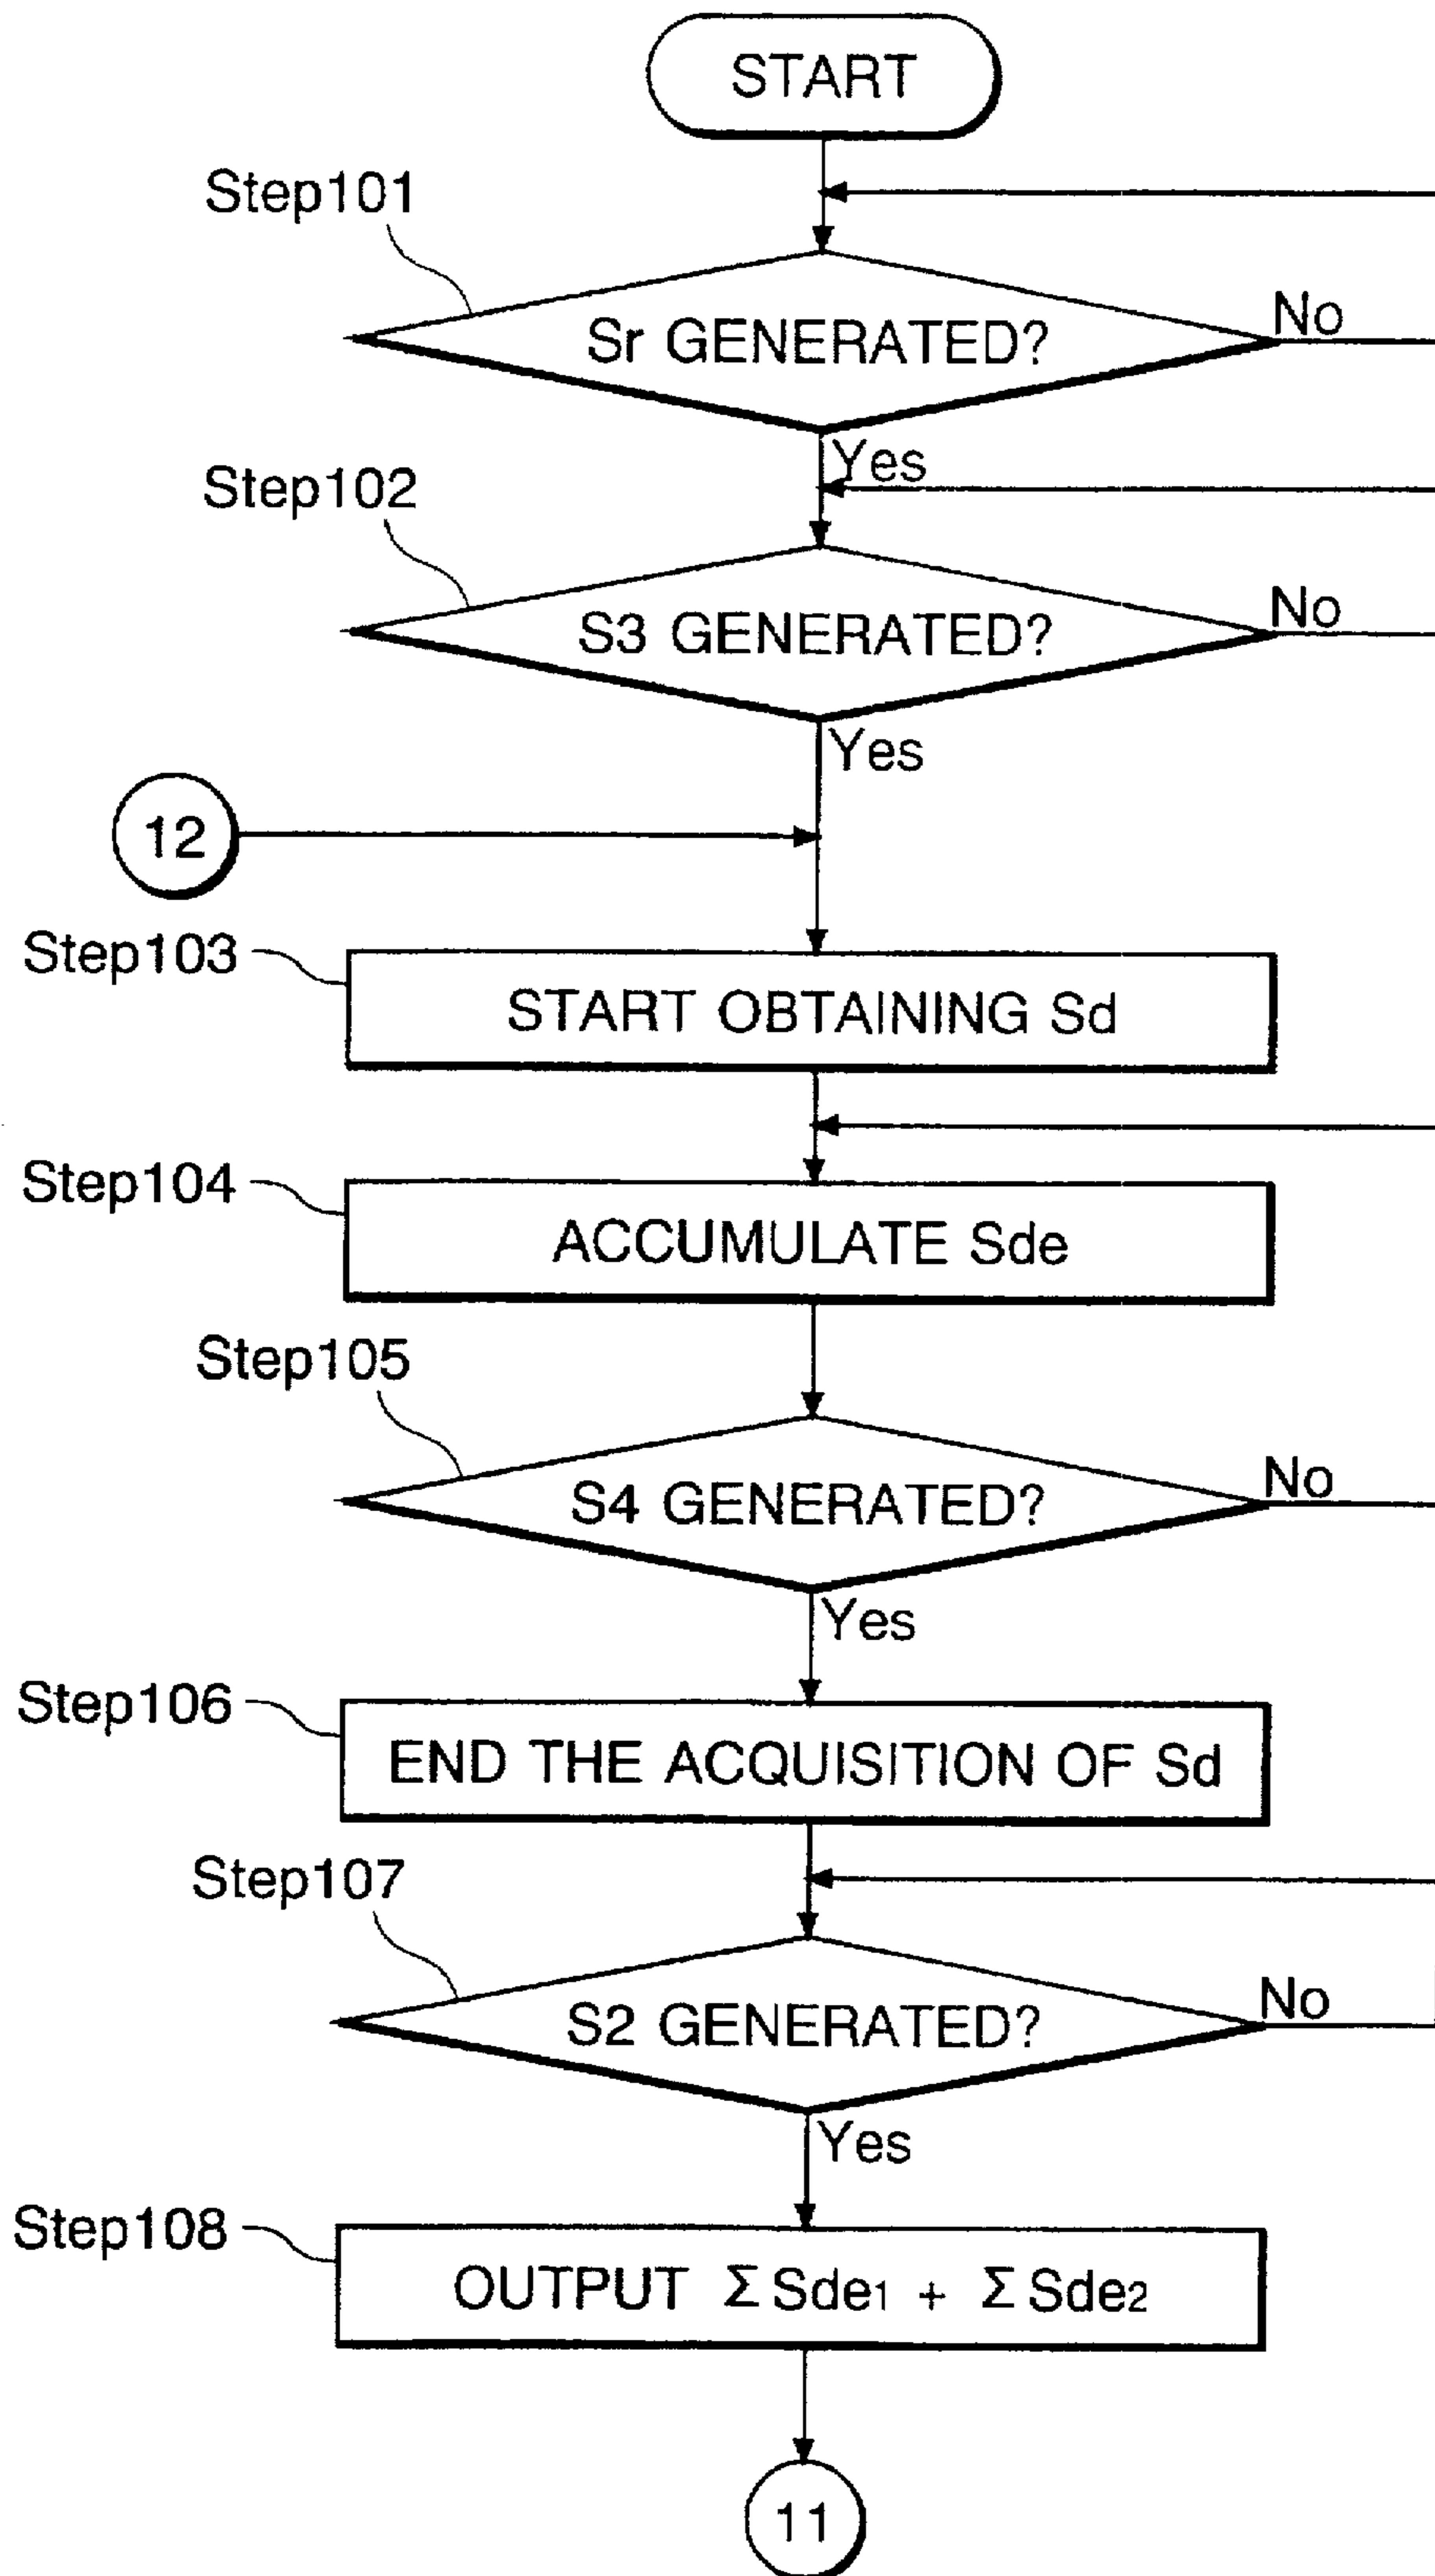 START
Step101
Sr GENERATED?
No
Yes
Step102
S3 GENERATED?
No
Yes
12
Step103
START OBTAINING Sd
Step104
ACCUMULATE Sde
Step105
S4 GENERATED?
No
Yes
Step106
END THE ACQUISITION OF Sd
Step107
S2 GENERATED?
No
Yes
Step108
OUTPUT Σ Sde1 + Σ Sde2
11